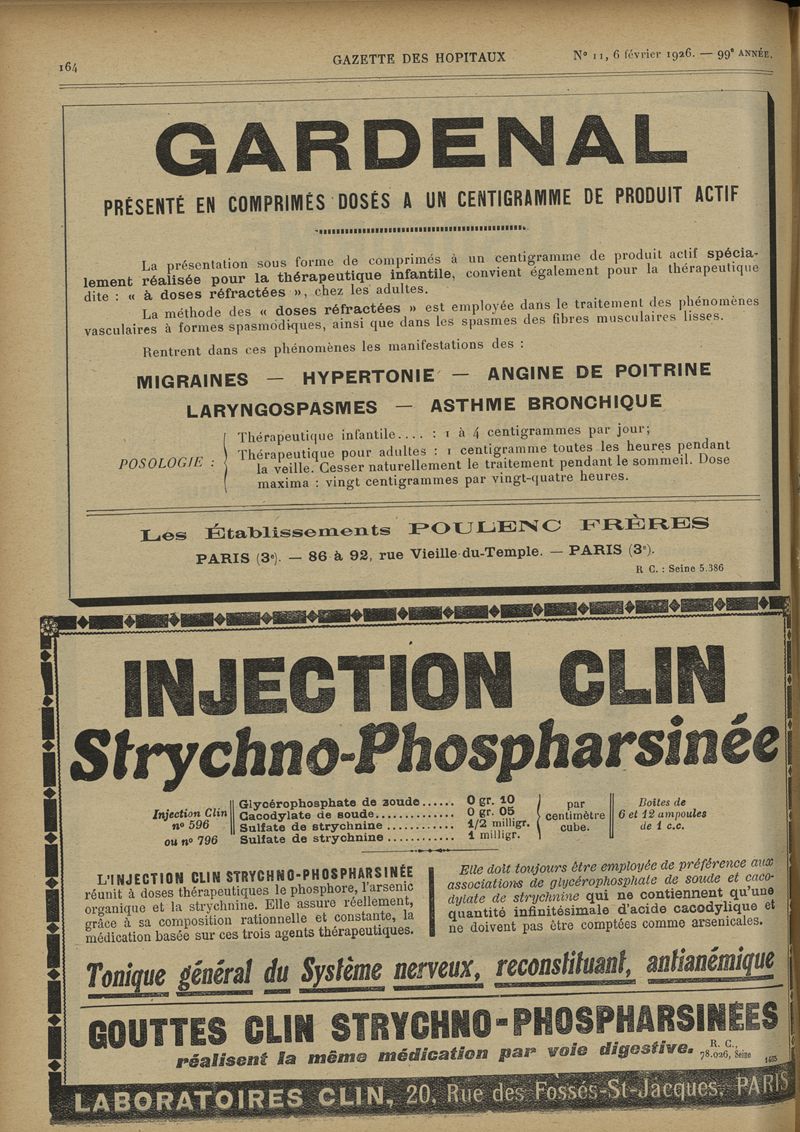 164
GAZETTE DES HOPITAUX
N° 11, 6 février 1926. — 99e ANNÉE.
GARDENAL
PRÉSENTÉ EN COMPRIMÉS DOSÉS A UN CENTIGRAMME DE PRODUIT ACTIF
La présentation sous forme de comprimés à un centigramme de produit actif spécia-
lement réalisée pour la thérapeutique infantile, convient également pour la thérapeutique
dite : « à doses réfractées », chez les adultes.
La méthode des « doses réfractées » est employée dans le traitement des phénomènes
vasculaires à formes spasmodiques, ainsi que dans les spasmes des fibres musculaires lisses.
Rentrent dans ces phénomènes les manifestations des :
MIGRAINES — HYPERTONIE — ANGINE DE POITRINE
LARYNGOSPASMES — ASTHME BRONCHIQUE
POSOLOGIE :
Thérapeutique infantile.... : 1 à 4 centigrammes par jour;
Thérapeutique pour adultes : 1 centigramme toutes les heures pendant
la veille. Cesser naturellement le traitement pendant le sommeil. Dose
maxima : vingt centigrammes par vingt-quatre heures.
Les Établissements POULENC FRÈRES
PARIS (3e). — 86 à 92, rue Vieille-du-Temple. — PARIS (3e).
R C. : Seine 5.386
INJECTION CLIN
Strychno-Phospharsinée
Injection Clin
n° 596
ou n° 796
Glycérophosphate de soude...... 0 gr. 10
Cacodylate de soude.............. 0 gr. 05
Sulfate de strychnine ............ 1/2 milligr.
Sulfate de strychnine ............ 1 milligr.
par
centimètre
cube.
Boîtes de
6 et 12 ampoules
de 1 c.c.
L'INJECTION CLIN STRYCHNO-PHOSPHARSINÉE
réunit à doses thérapeutiques le phosphore, l'arsenic
organique et la strychnine. Elle assure réellement,
grâce à sa composition rationnelle et constante, la
médication basée sur ces trois agents thérapeutiques.
Elle doit toujours être employée de préférence aux
associations de glycérophosphate de soude et caco-
dylate de strychnine qui ne contiennent qu'une
quantité infinitésimale d'acide cacodylique et
ne doivent pas être comptées comme arsenicales.
Tonique général du Système nerveux, reconstituant, antianémique
GOUTTES CLIN STRYCHNO-PHOSPHARSINÉES
réalisent la même médication par voie digestive.
R. C.,
78.026, Seine
LABORATOIRES CLIN, 20, Rue des Fossés-St-Jacques, PARIS